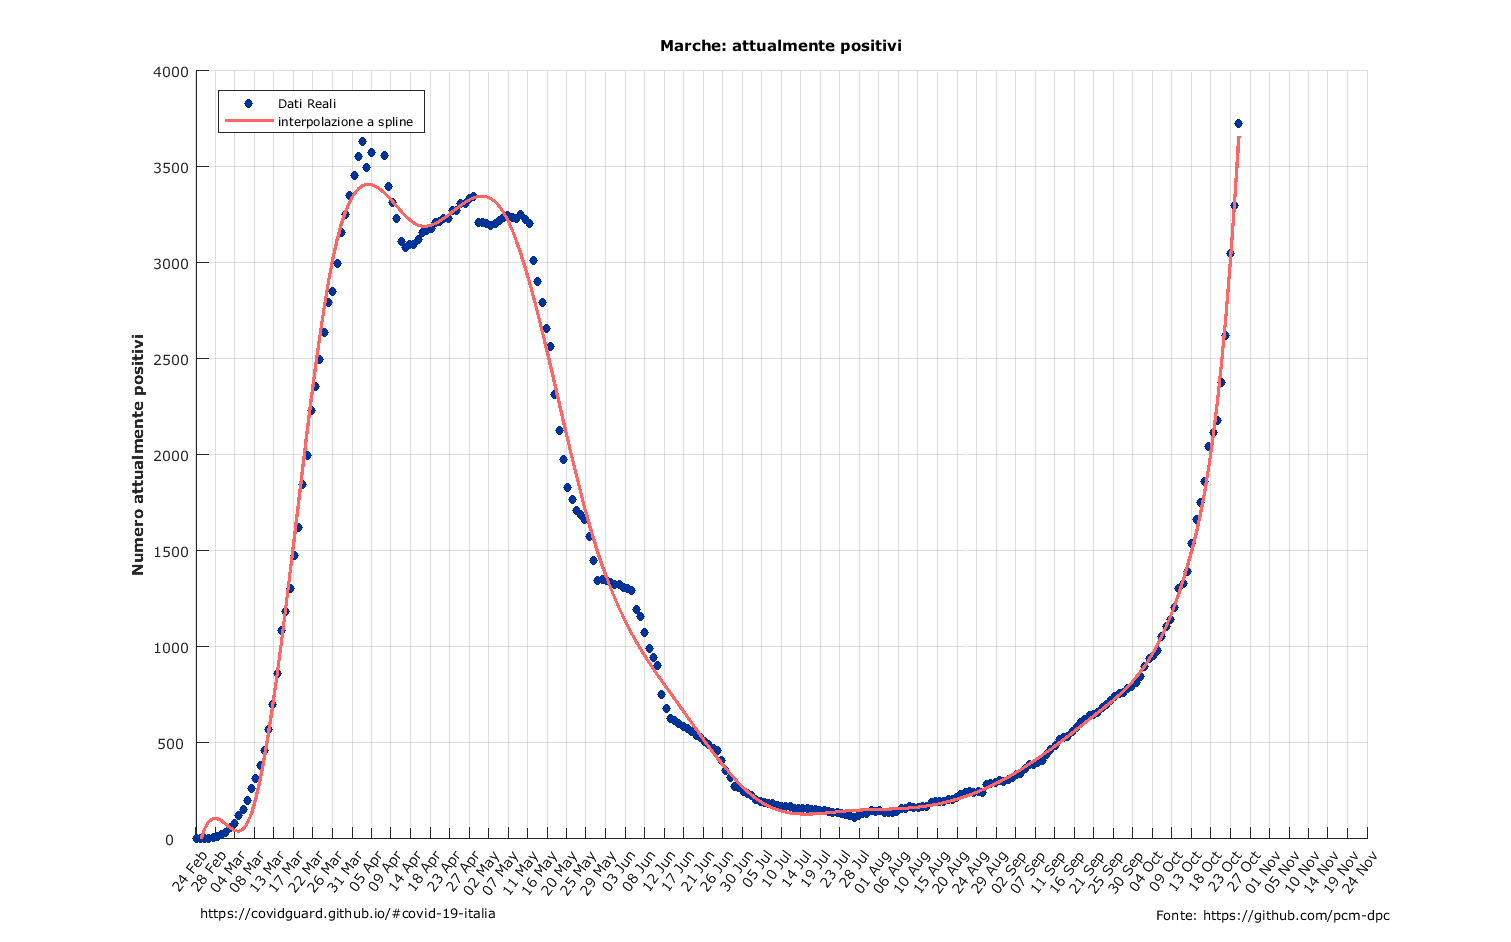 Marche: attualmente positivi
Dati Reali
interpolazione a spline
Numero attualmente positivi
4000
3500
3000
2500
2000
1500
1000
500
0
24 Feb
28 Feb
04 Mar
08 Mar
13 Mar
17 Mar
22 Mar
26 Mar
31 Mar
05 Apr
09 Apr
14 Apr
18 Apr
23 Apr
27 Apr
02 May
07 May
11 May
16 May
20 May
25 May
29 May
03 Jun
08 Jun
12 Jun
17 Jun
21 Jun
26 Jun
30 Jun
05 Jul
10 Jul
14 Jul
19 Jul
23 Jul
28 Jul
01 Aug
06 Aug
10 Aug
15 Aug
20 Aug
24 Aug
29 Aug
02 Sep
07 Sep
11 Sep
16 Sep
21 Sep
25 Sep
30 Sep
04 Oct
09 Oct
13 Oct
18 Oct
23 Oct
27 Oct
01 Nov
05 Nov
10 Nov
14 Nov
19 Nov
24 Nov
https://covidguard.github.io/#covid-19-italia
Fonte: https://github.com/pcm-dpc